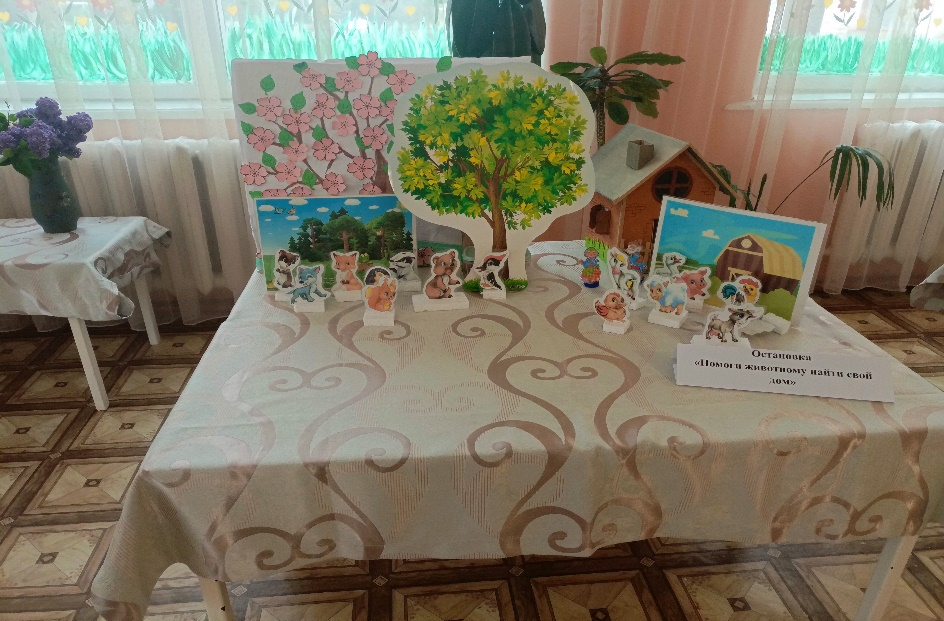 Остановка
«Помоги животному найти свой
дом»